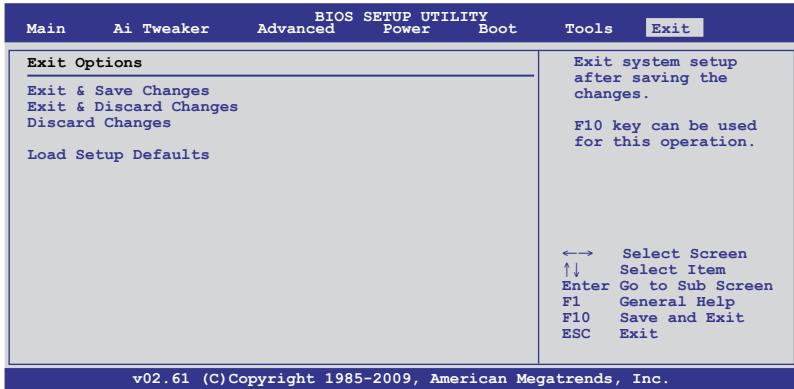 BIOS SETUP UTILITY
Main Ai Tweaker Advanced Power Boot Tools Exit
Exit Options
Exit & Save Changes
Exit & Discard Changes
Discard Changes
Load Setup Defaults
Exit system setup
after saving the
changes.
F10 key can be used
for this operation.
←→ Select Screen
↑↓ Select Item
Enter Go to Sub Screen
F1 General Help
F10 Save and Exit
ESC Exit
v02.61 (C)Copyright 1985-2009, American Megatrends, Inc.